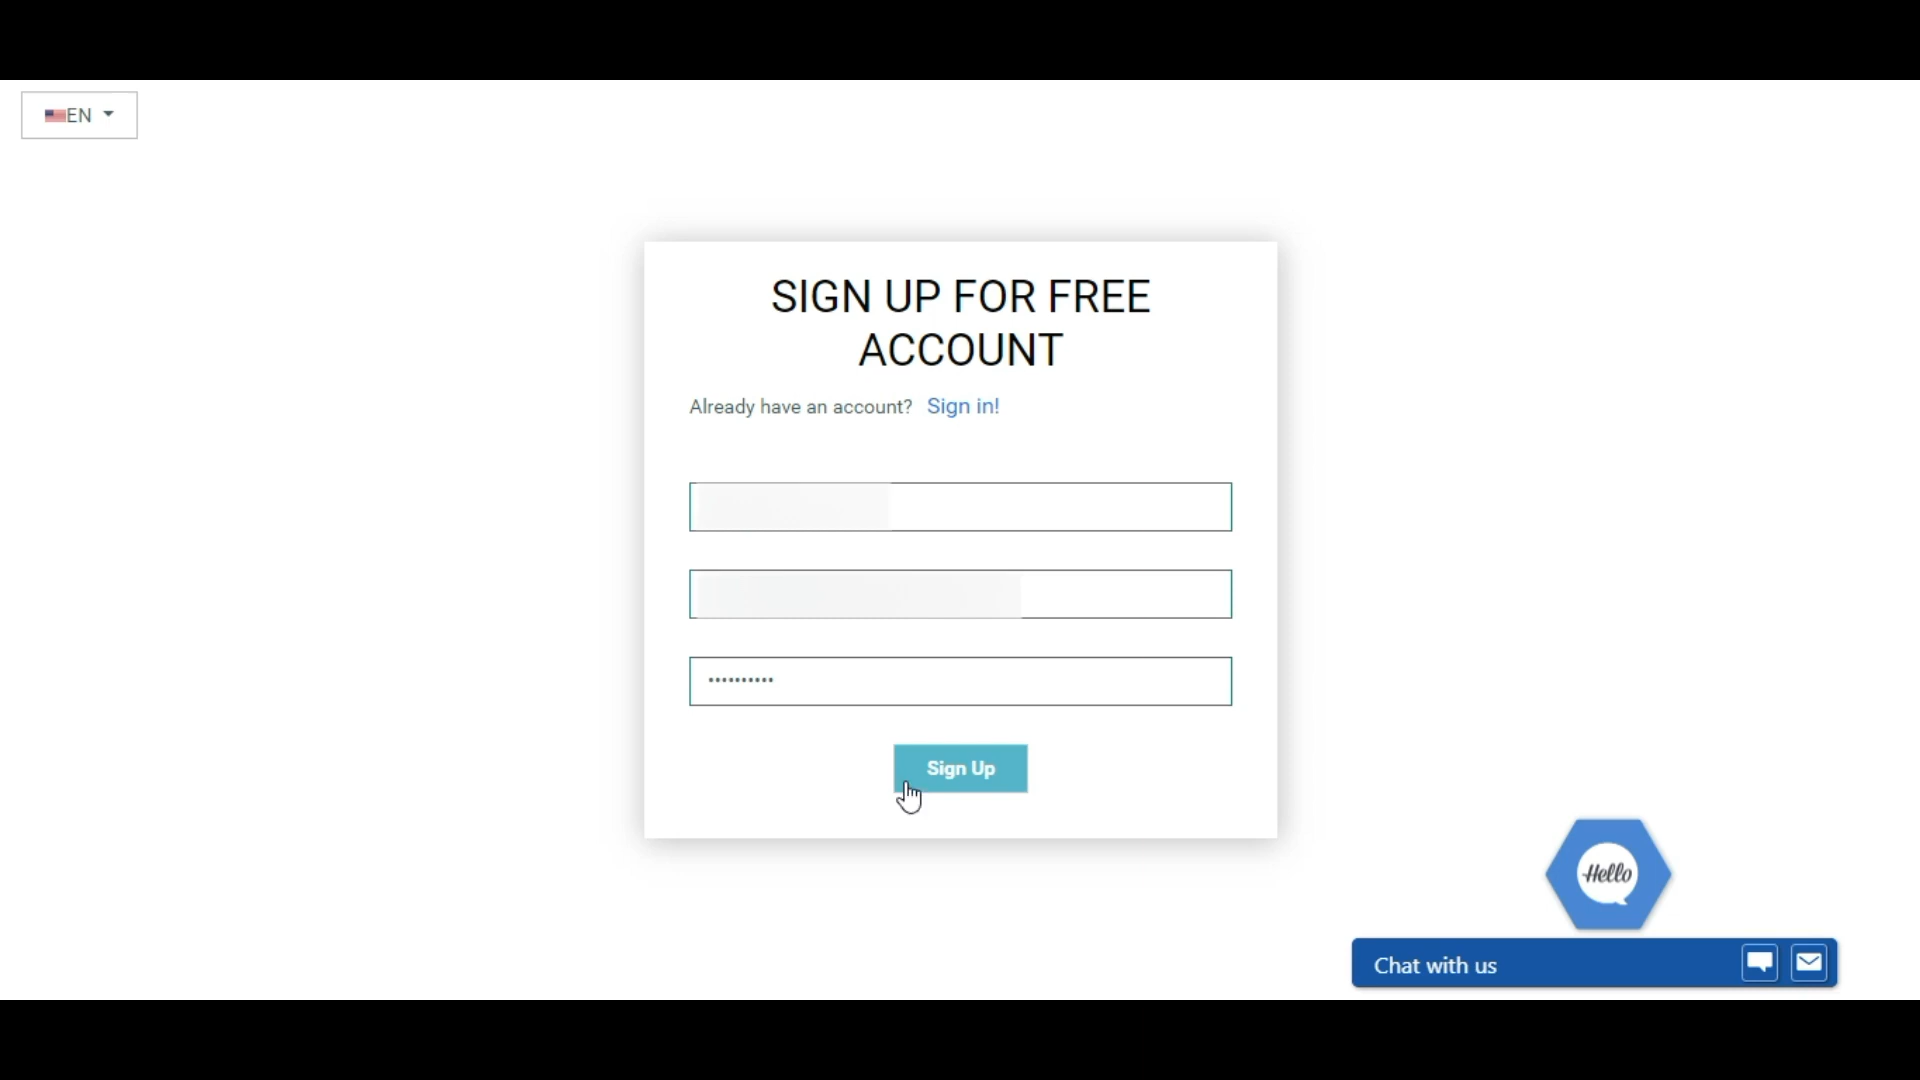 EN
SIGN UP FOR FREE
ACCOUNT
Already have an account? Sign in!
••••••••••
Sign Up
Hello
Chat with us